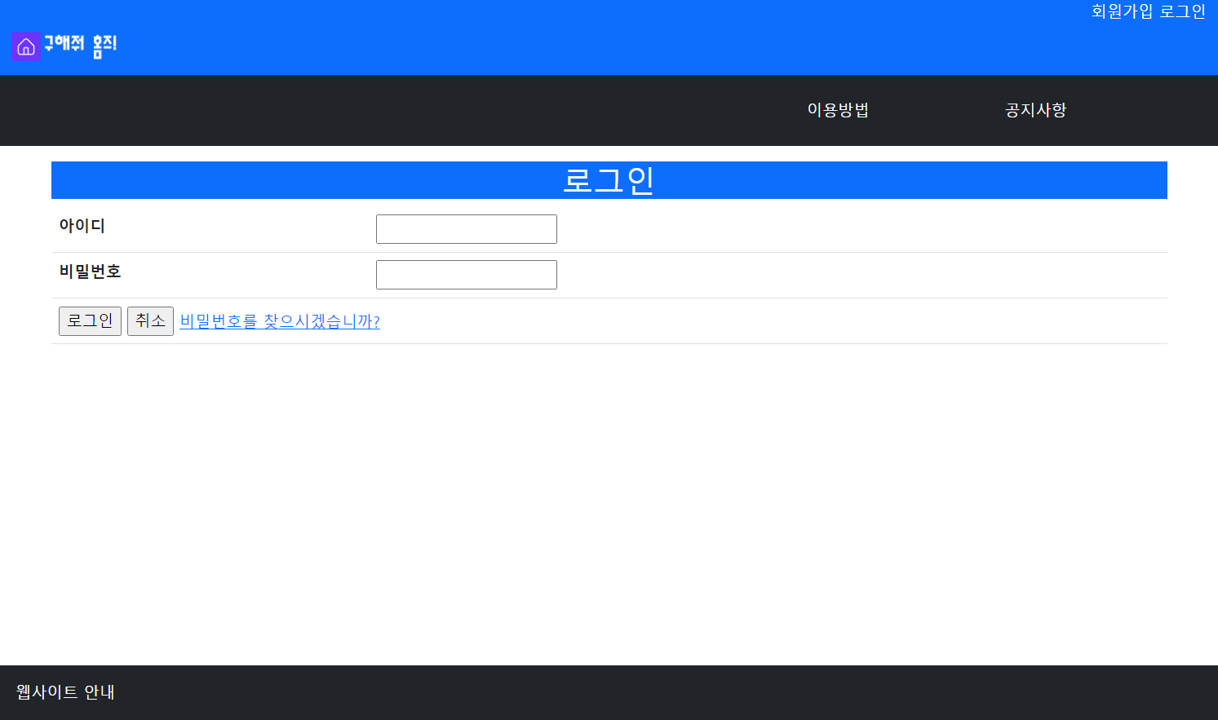 회원가입 로그인
구해줘 홈즈!
이용방법 공지사항
로그인
아이디
비밀번호
로그인 취소 비밀번호를 찾으시겠습니까?
웹사이트 안내